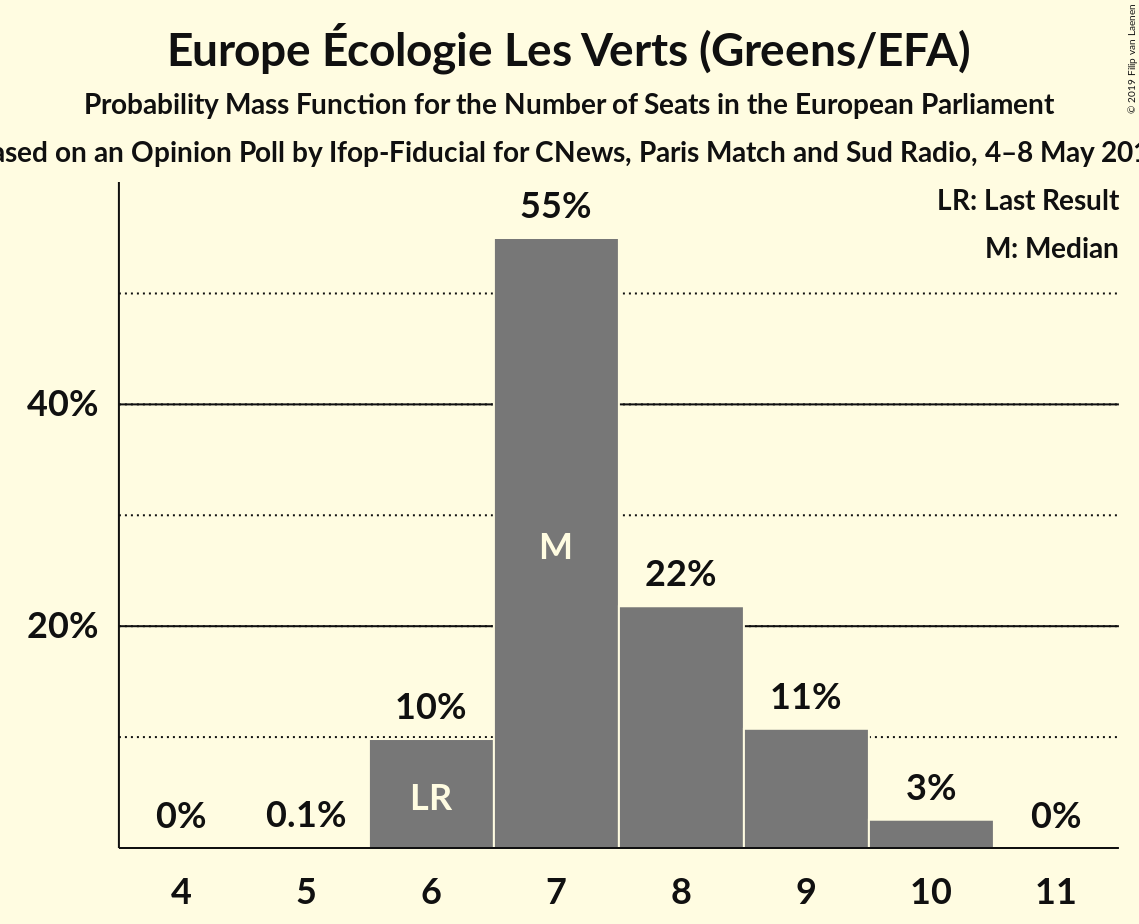 Europe Écologie Les Verts (Greens/EFA)
Probability Mass Function for the Number of Seats in the European Parliament
on an Opinion Poll by Ifop-Fiducial for CNews, Paris Match and Sud Radio, 4–8 May
© 2019 Filip van Laenen
LR: Last Result
M: Median
55%
40%
M
22%
20%
10%
11%
LR
3%
0%
0.1%
0%
4 5 6 7 8 9 10 11